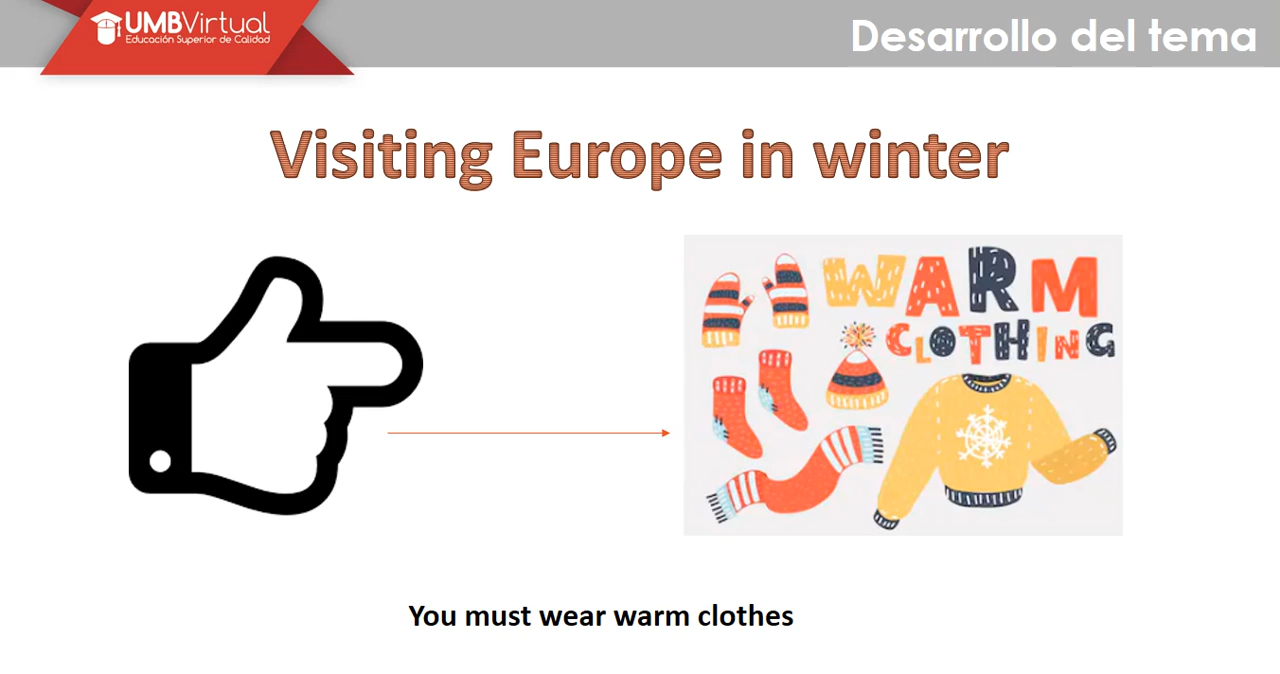 UMBVirtual
Educación Superior de Calidad
Desarrollo del tema
Visiting Europe in winter
WARM
CLOTHING
You must wear warm clothes